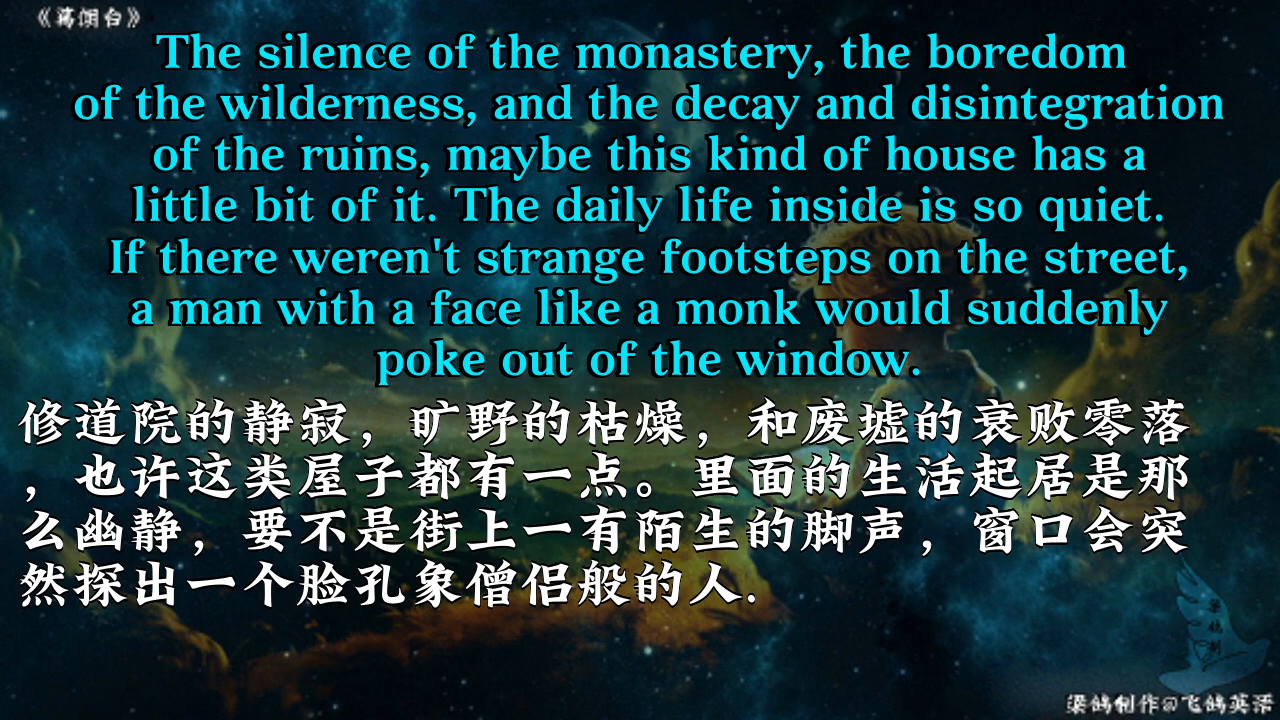 The silence of the monastery, the boredom
of the wilderness, and the decay and disintegration
of the ruins, maybe this kind of house has a
little bit of it. The daily life inside is so quiet.
If there weren't strange footsteps on the street,
a man with a face like a monk would suddenly
poke out of the window.
修道院的静寂，旷野的枯燥，和废墟的衰败零落
，也许这类屋子都有一点。里面的生活起居是那
么幽静，要不是街上一有陌生的脚声，窗口会突
然探出一个脸孔象僧侣般的人.
梁鸽制作@飞鸽英语